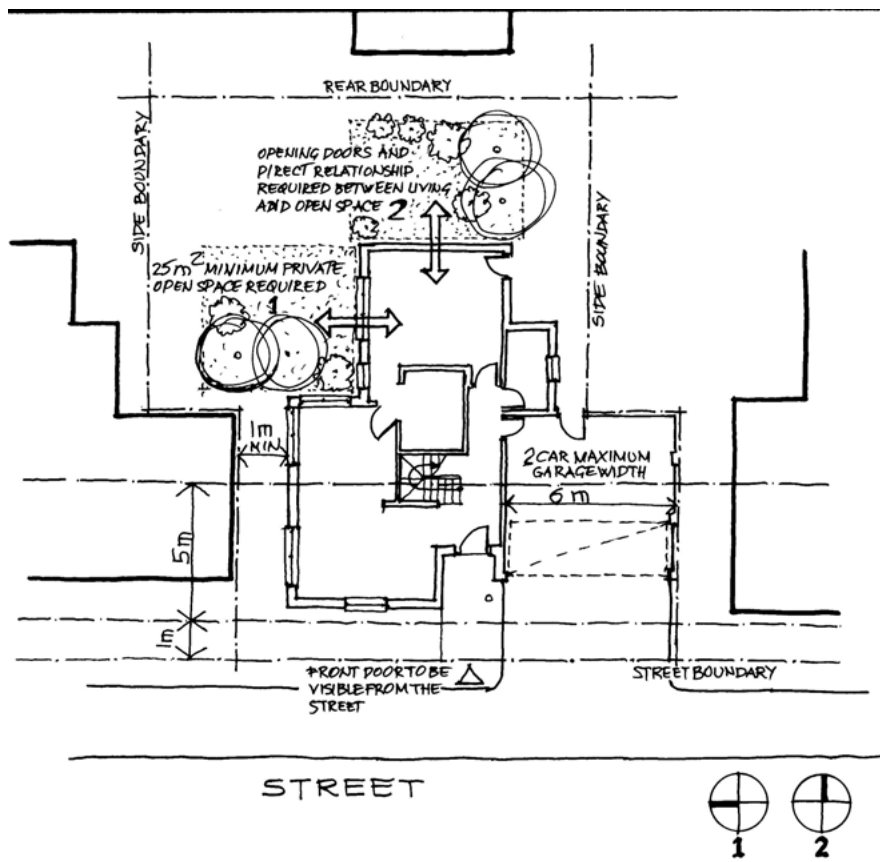 REAR BOUNDARY
SIDE BOUNDARY
OPENING DOORS AND
DIRECT RELATIONSHIP
REQUIRED BETWEEN LIVING
AND OPEN SPACE 2
SIDE BOUNDARY
25m2 MINIMUM PRIVATE
OPEN SPACE REQUIRED
1
1m
MIN
2 CAR MAXIMUM
GARAGE WIDTH
6 m
5m
1m
FRONT DOOR TO BE
VISIBLE FROM THE
STREET
STREET BOUNDARY
STREET
1
2